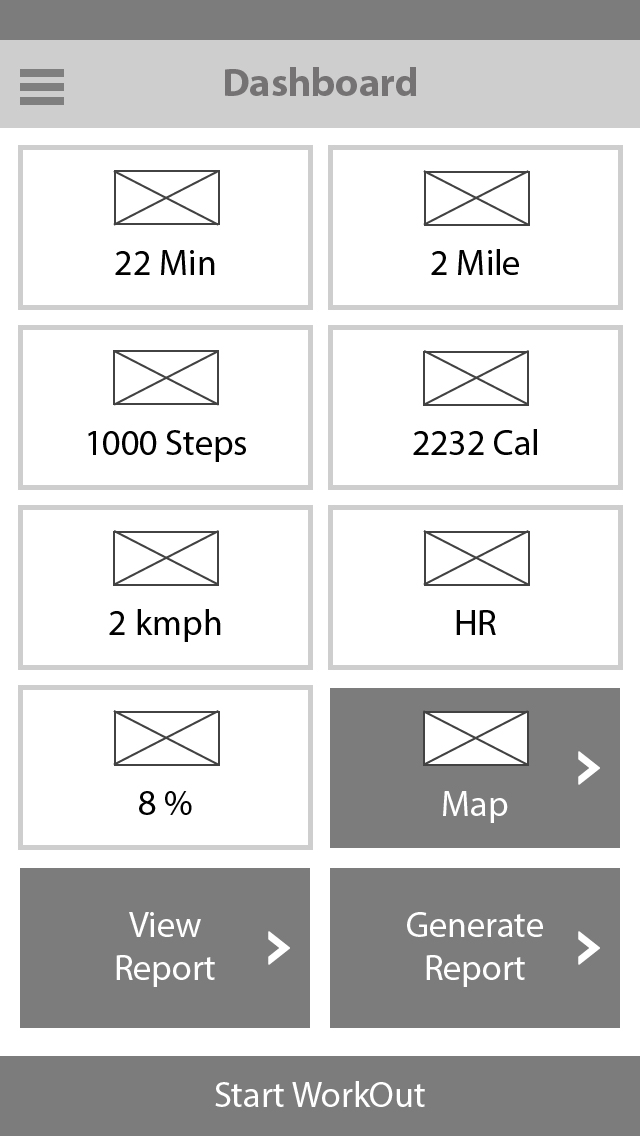 Dashboard
22 Min
2 Mile
1000 Steps
2232 Cal
2 kmph
HR
8 %
Map
View
Report
Generate
Report
Start WorkOut